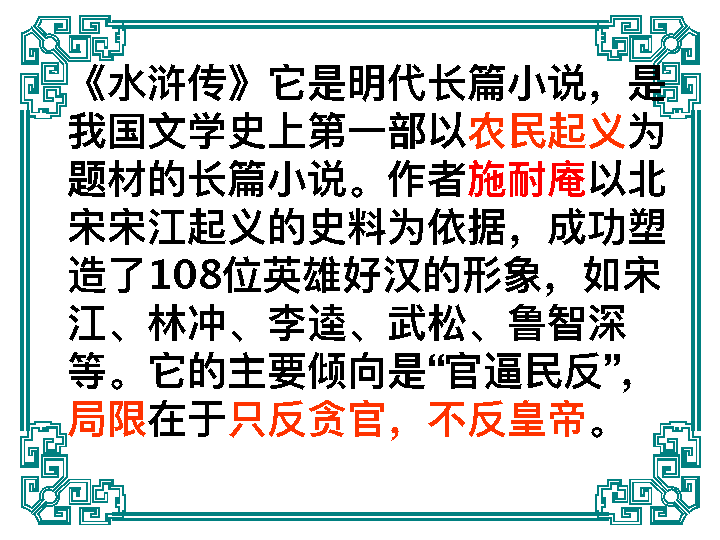 《水浒传》它是明代长篇小说，是
我国文学史上第一部以农民起义为
题材的长篇小说。作者施耐庵以北
宋宋江起义的史料为依据，成功塑
造了108位英雄好汉的形象，如宋
江、林冲、李逵、武松、鲁智深
等。它的主要倾向是“官逼民反”，
局限在于只反贪官，不反皇帝。